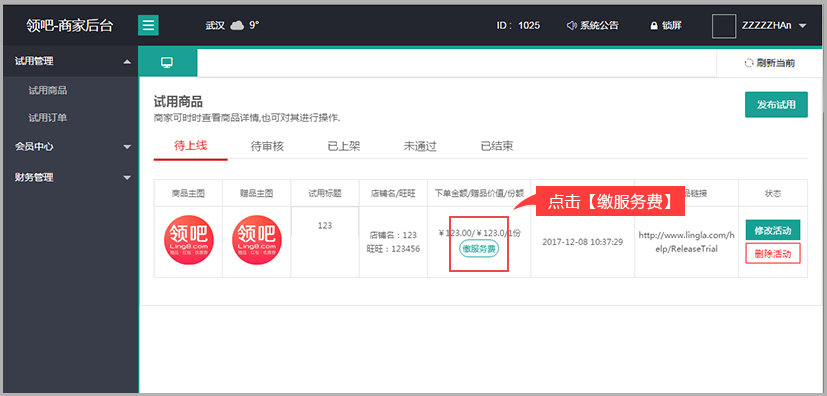 领吧-商家后台
武汉 9°
ID： 1025
系统公告
锁屏
ZZZZZHAn
试用管理
试用商品
试用订单
会员中心
财务管理
刷新当前
试用商品
商家可时时查看商品详情,也可对其进行操作.
发布试用
待上线 待审核 已上架 未通过 已结束
商品主图 赠品主图 试用标题 店铺名/旺旺 下单金额/赠品价值/份额 品链接 状态
点击【缴服务费】
领吧
Ling8.com
领吧
Ling8.com
123
店铺名：123
旺旺：123456
￥123.00/￥123.0/1份
缴服务费
2017-12-08 10:37:29
http://www.lingla.com/h
elp/ReleaseTrial
修改活动
删除活动